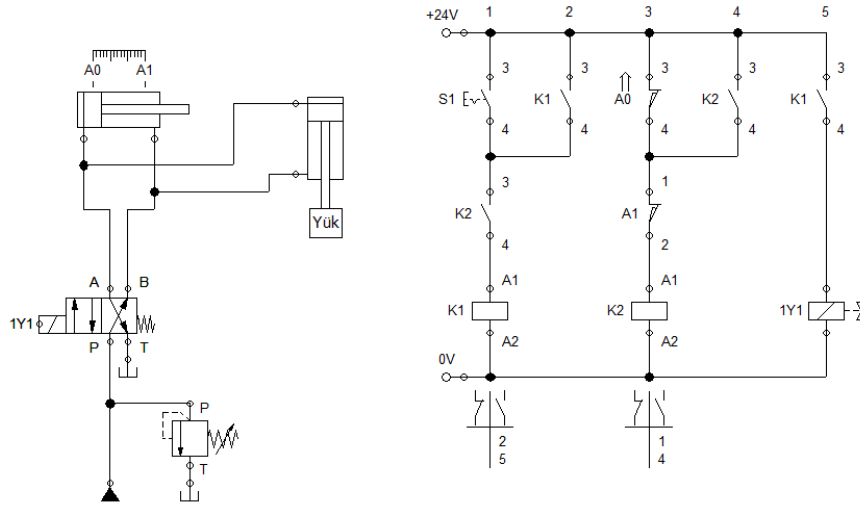 A0 A1
Yük
A B
1Y1
P T
P
T
1 2 3 4 5
+24V
3 3 3 3
S1 K1 A0 K2 K1
4 4 4 4 4
3 1
K2 A1
4 2
A1 A1
K1 K2 1Y1
A2 A2
0V
2 1
5 4